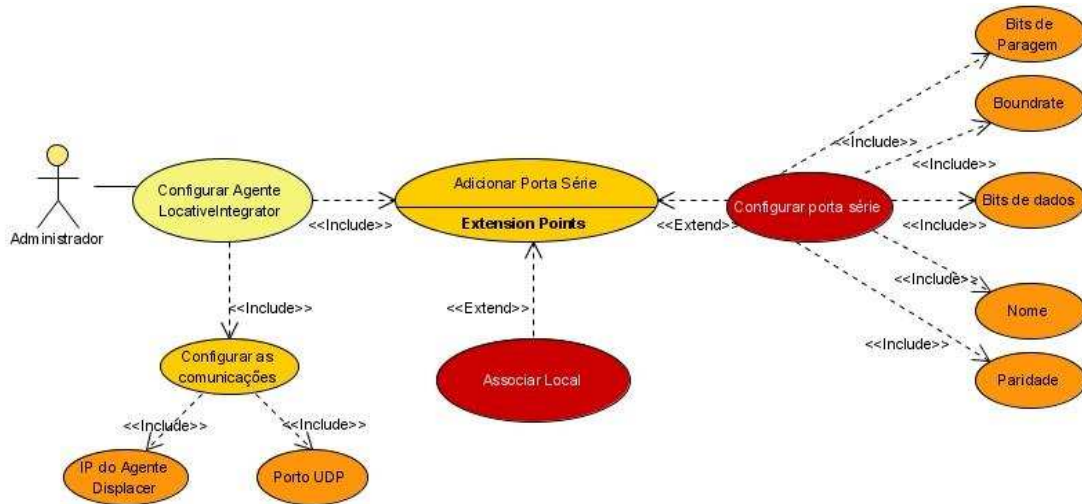 Bits de
Paragem
Boundrate
<<Include>>
<<Include>>
Administrador
Configurar Agente
LocativeIntegrator
<<Include>>
Adicionar Porta Série
Extension Points
<<Extend>>
Configurar porta série
Bits de dados
<<Include>>
<<Include>>
<<Extend>>
<<Include>>
Nome
<<Include>>
Paridade
Configurar as
comunicações
Associar Local
<<Include>>
<<Include>>
IP do Agente
Displacer
Porto UDP